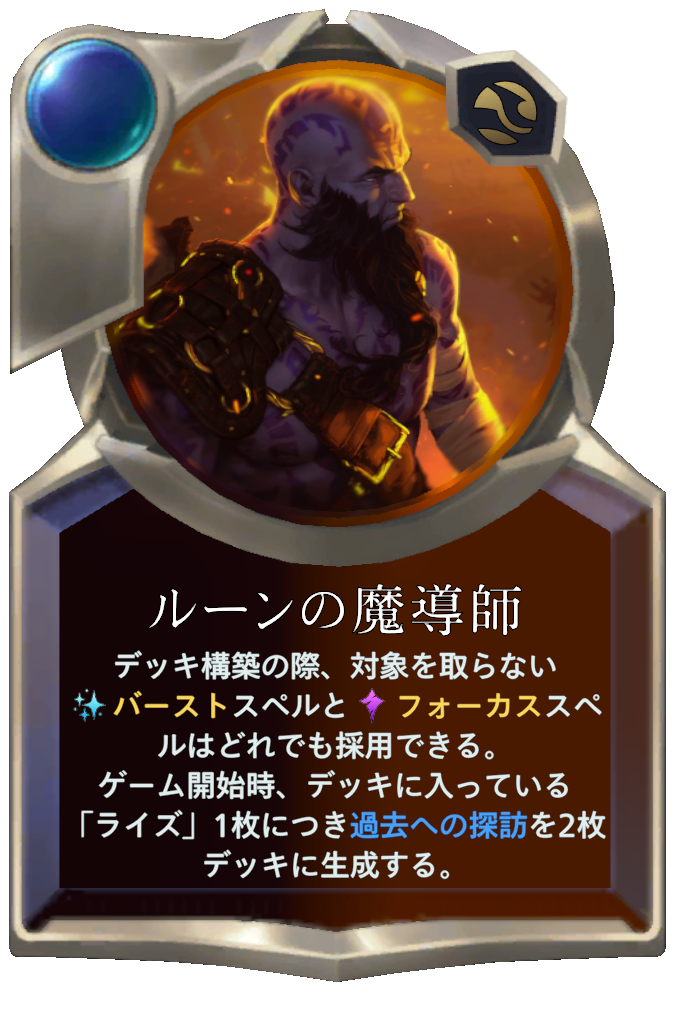 ルーンの魔導師
デッキ構築の際、対象を取らない
バーストスペルと フォーカススペ
ルはどれでも採用できる。
ゲーム開始時、デッキに入っている
「ライズ」1枚につき過去への探訪を2枚
デッキに生成する。